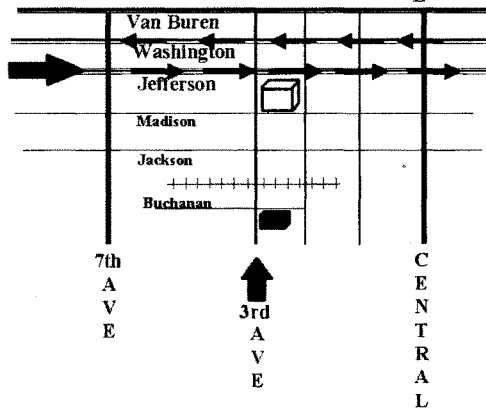 Van Buren
Washington
Jefferson
Madison
Jackson
Buchanan
7th
A
V
E
3rd
A
V
E
C
E
N
T
R
A
L